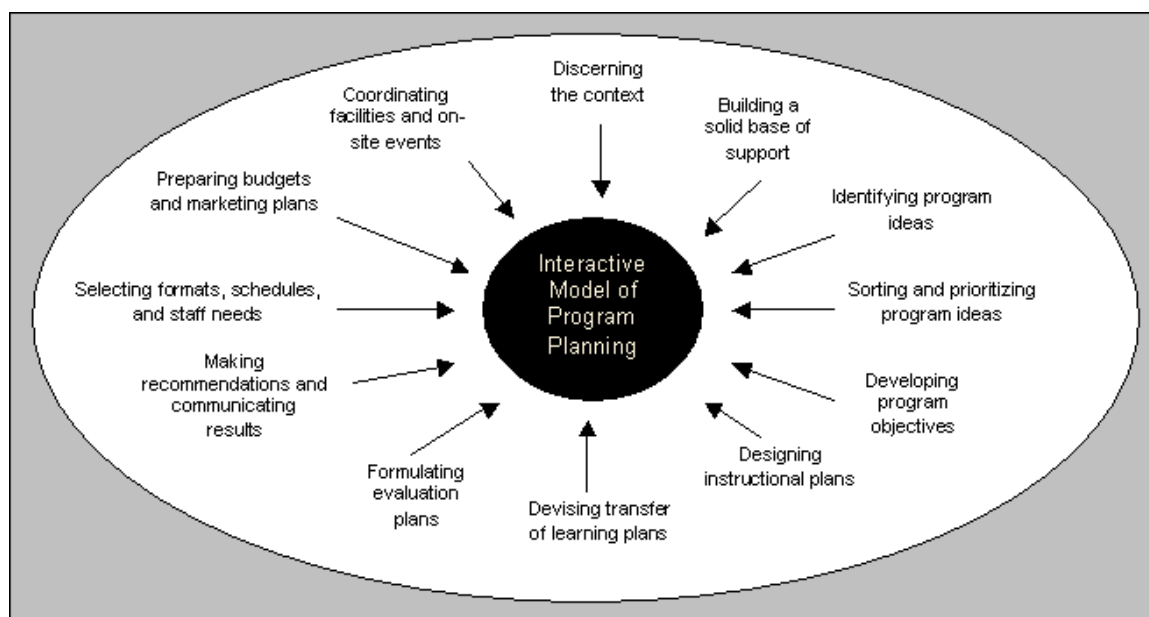 Discerning
the context
Building a
solid base of
support
Identifying program
ideas
Sorting and prioritizing
program ideas
Developing
program
objectives
Designing
instructional plans
Devising transfer
of learning plans
Formulating
evaluation
plans
Making
recommendations and
communicating
results
Selecting formats, schedules,
and staff needs
Preparing budgets
and marketing plans
Coordinating
facilities and on-
site events
Interactive
Model of
Program
Planning